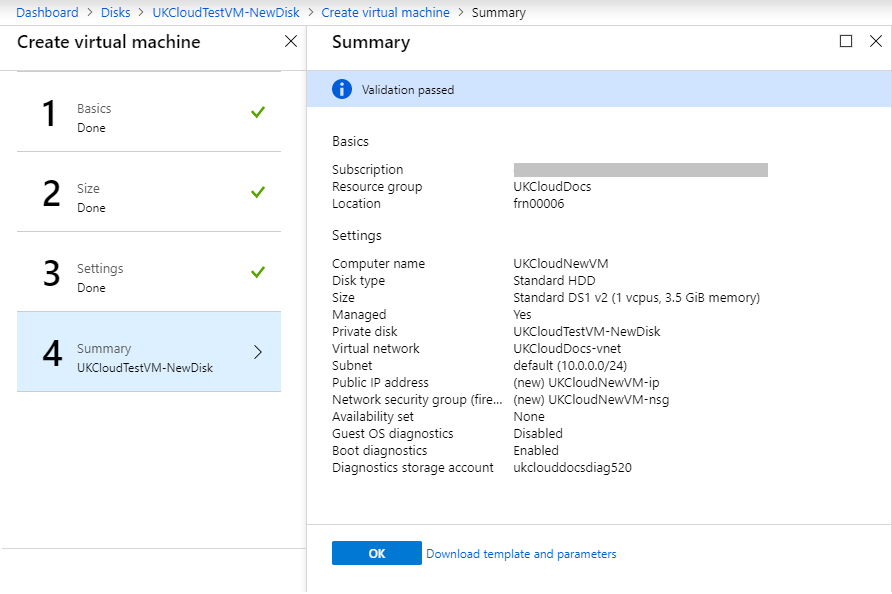 Dashboard > Disks > UKCloudTestVM-NewDisk > Create virtual machine > Summary
Create virtual machine
1 Basics
Done
2 Size
Done
3 Settings
Done
4 Summary
UKCloudTestVM-NewDisk
Summary
Validation passed
Basics
Subscription
Resource group UKCloudDocs
Location frn00006
Settings
Computer name UKCloudNewVM
Disk type Standard HDD
Size Standard DS1 v2 (1 vcpus, 3.5 GiB memory)
Managed Yes
Private disk UKCloudTestVM-NewDisk
Virtual network UKCloudDocs-vnet
Subnet default (10.0.0.0/24)
Public IP address (new) UKCloudNewVM-ip
Network security group (fire... (new) UKCloudNewVM-nsg
Availability set None
Guest OS diagnostics Disabled
Boot diagnostics Enabled
Diagnostics storage account ukclouddocsdiag520
OK Download template and parameters